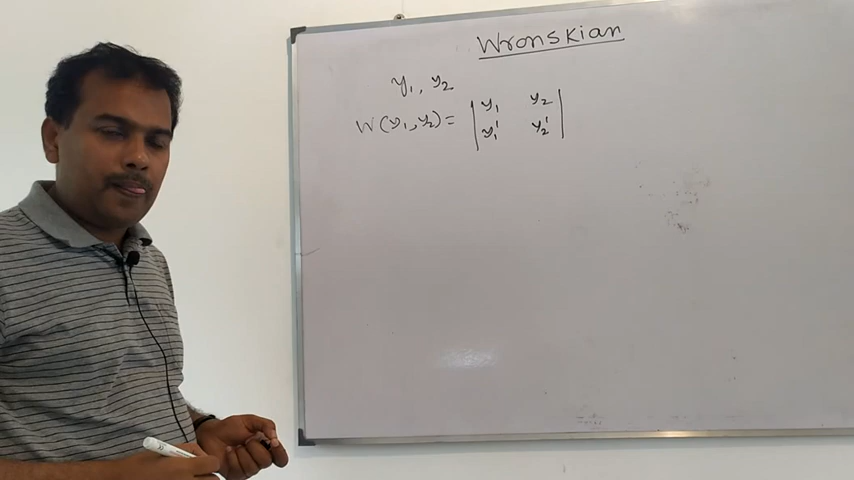 Wronskian
y₁, y₂
W(y₁, y₂) = | y₁ y₂ |
| y₁' y₂' |